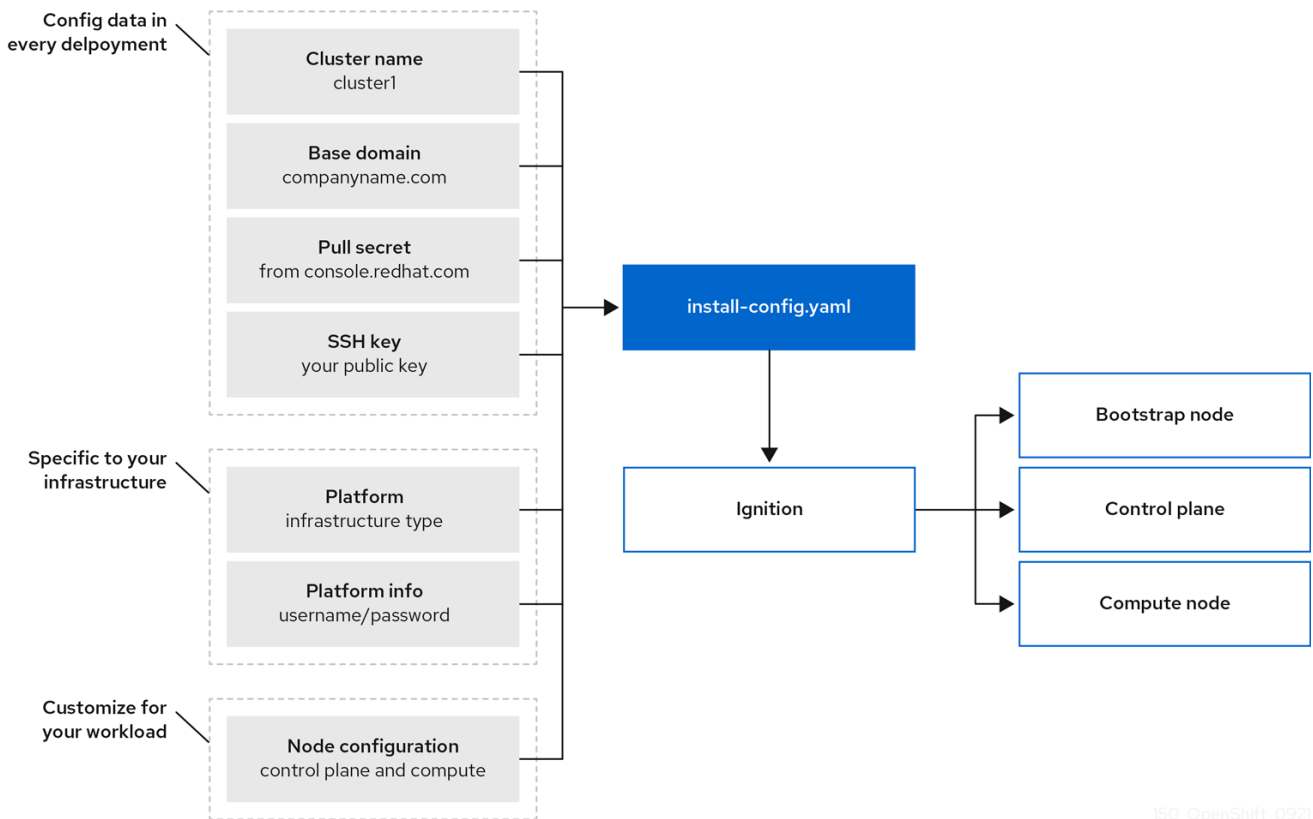 Config data in
every delpoyment
Cluster name
cluster1
Base domain
companyname.com
Pull secret
from console.redhat.com
SSH key
your public key
install-config.yaml
Specific to your
infrastructure
Platform
infrastructure type
Platform info
username/password
Ignition
Bootstrap node
Control plane
Compute node
Customize for
your workload
Node configuration
control plane and compute
150_OpenShift_0921